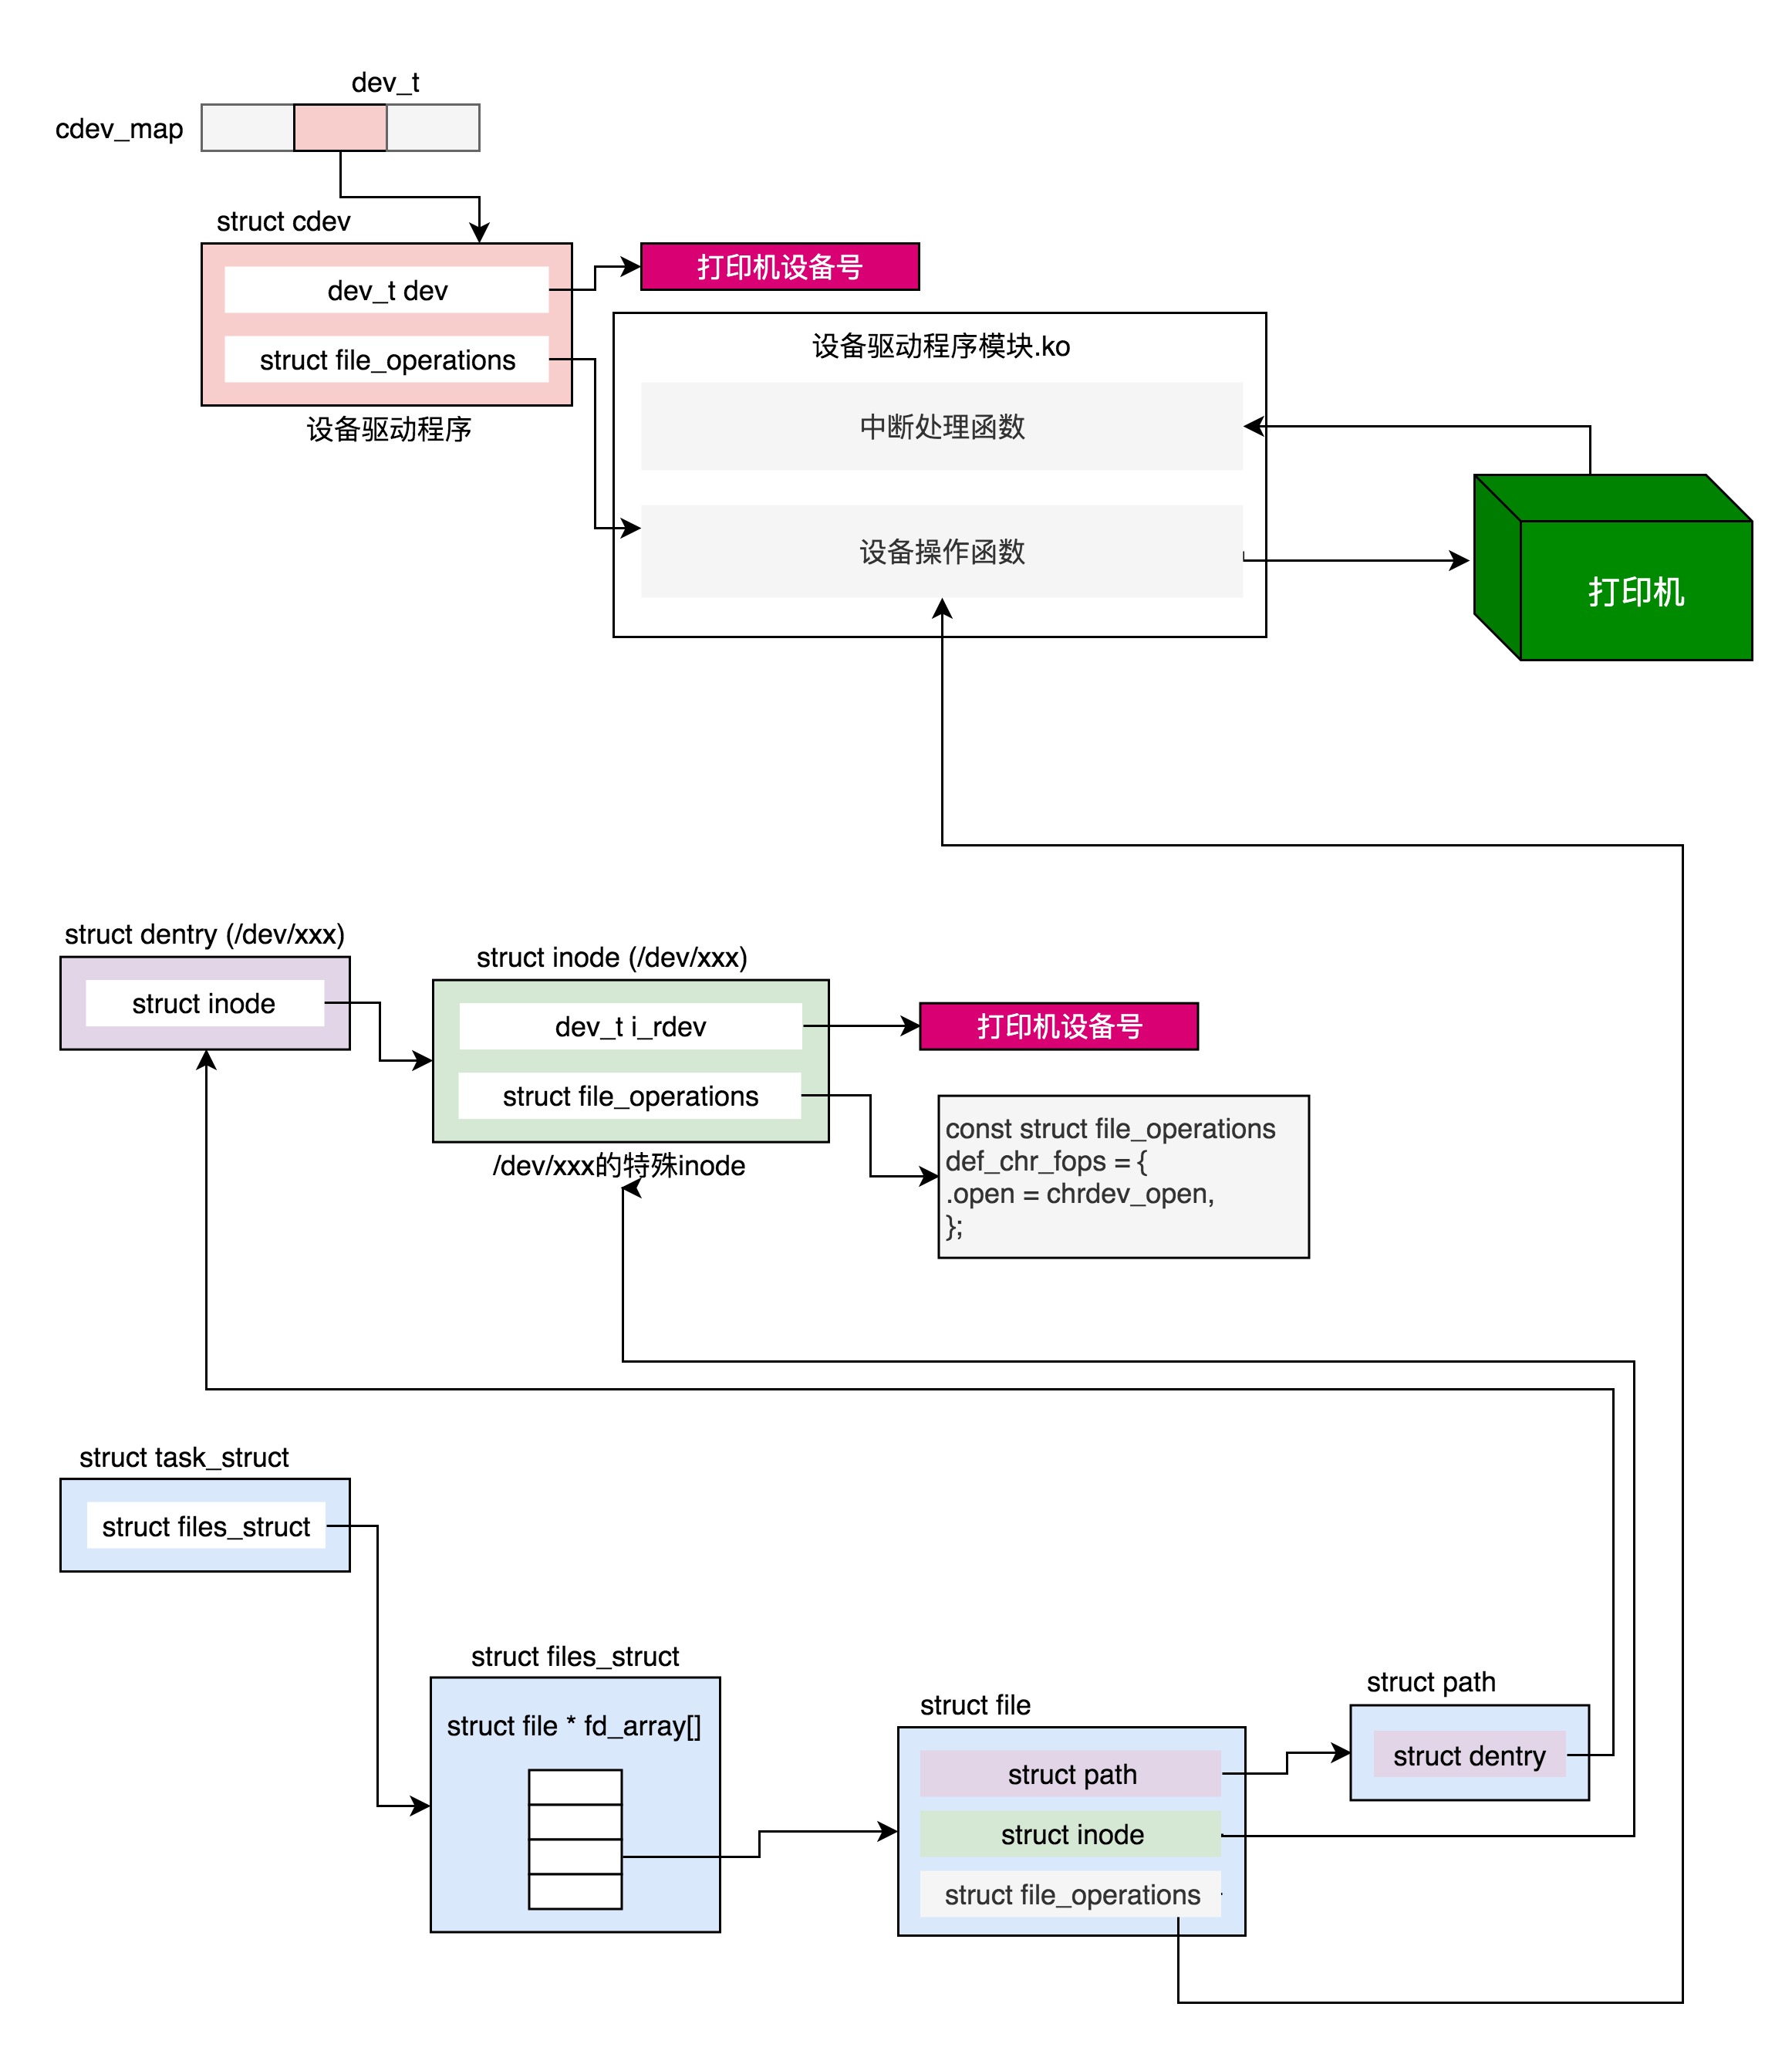 dev_t
cdev_map
struct cdev
dev_t dev
打印机设备号
struct file_operations
设备驱动程序
设备驱动程序模块.ko
中断处理函数
设备操作函数
打印机
struct dentry (/dev/xxx)
struct inode
struct inode (/dev/xxx)
dev_t i_rdev
打印机设备号
struct file_operations
/dev/xxx的特殊inode
const struct file_operations
def_chr_fops = {
.open = chrdev_open,
};
struct task_struct
struct files_struct
struct files_struct
struct file * fd_array[]
struct file
struct path
struct inode
struct file_operations
struct path
struct dentry